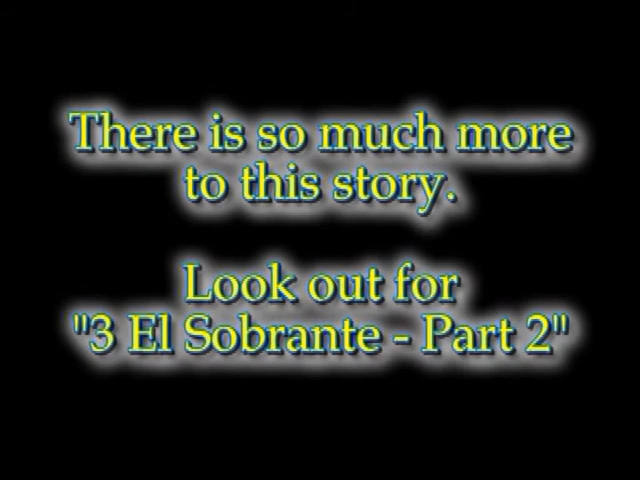 There is so much more
to this story.
Look out for
"3 El Sobrante - Part 2"